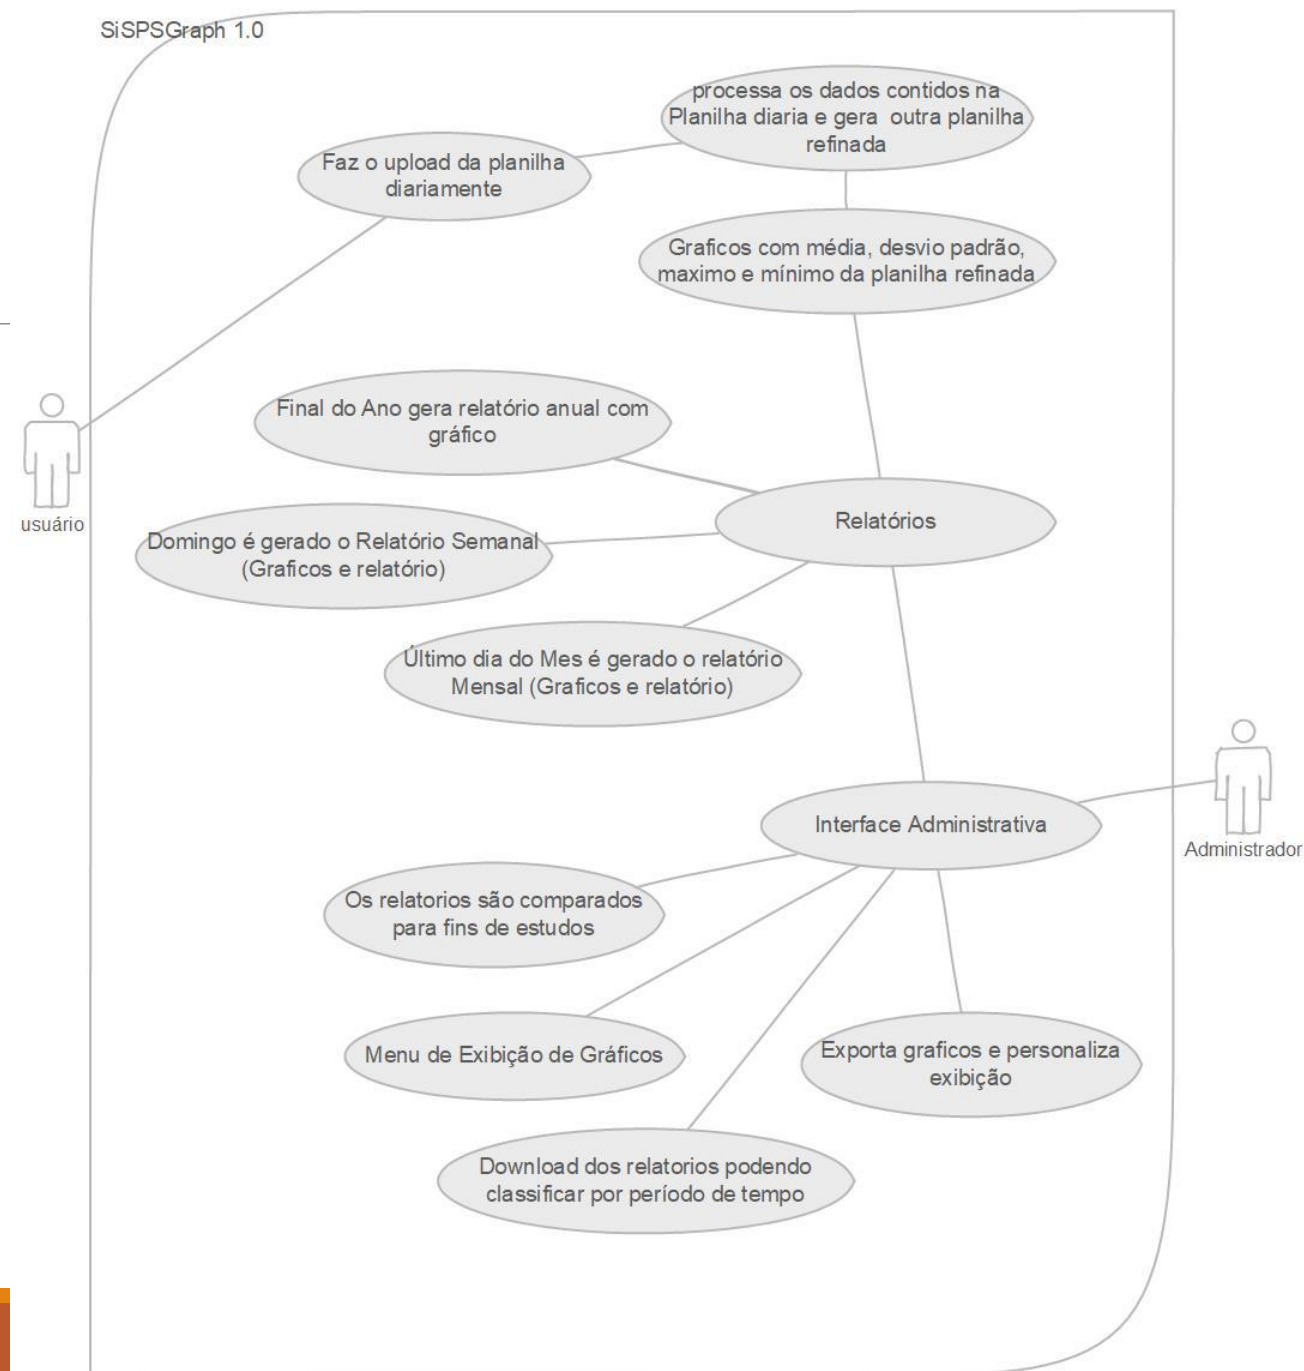 SiSPSGraph 1.0
processa os dados contidos na
Planilha diaria e gera outra planilha
refinada
Faz o upload da planilha
diariamente
Graficos com média, desvio padrão,
maximo e mínimo da planilha refinada
Final do Ano gera relatório anual com
gráfico
usuário
Relatórios
Domingo é gerado o Relatório Semanal
(Graficos e relatório)
Último dia do Mes é gerado o relatório
Mensal (Graficos e relatório)
Interface Administrativa
Administrador
Os relatorios são comparados
para fins de estudos
Menu de Exibição de Gráficos
Exporta graficos e personaliza
exibição
Download dos relatorios podendo
classificar por período de tempo